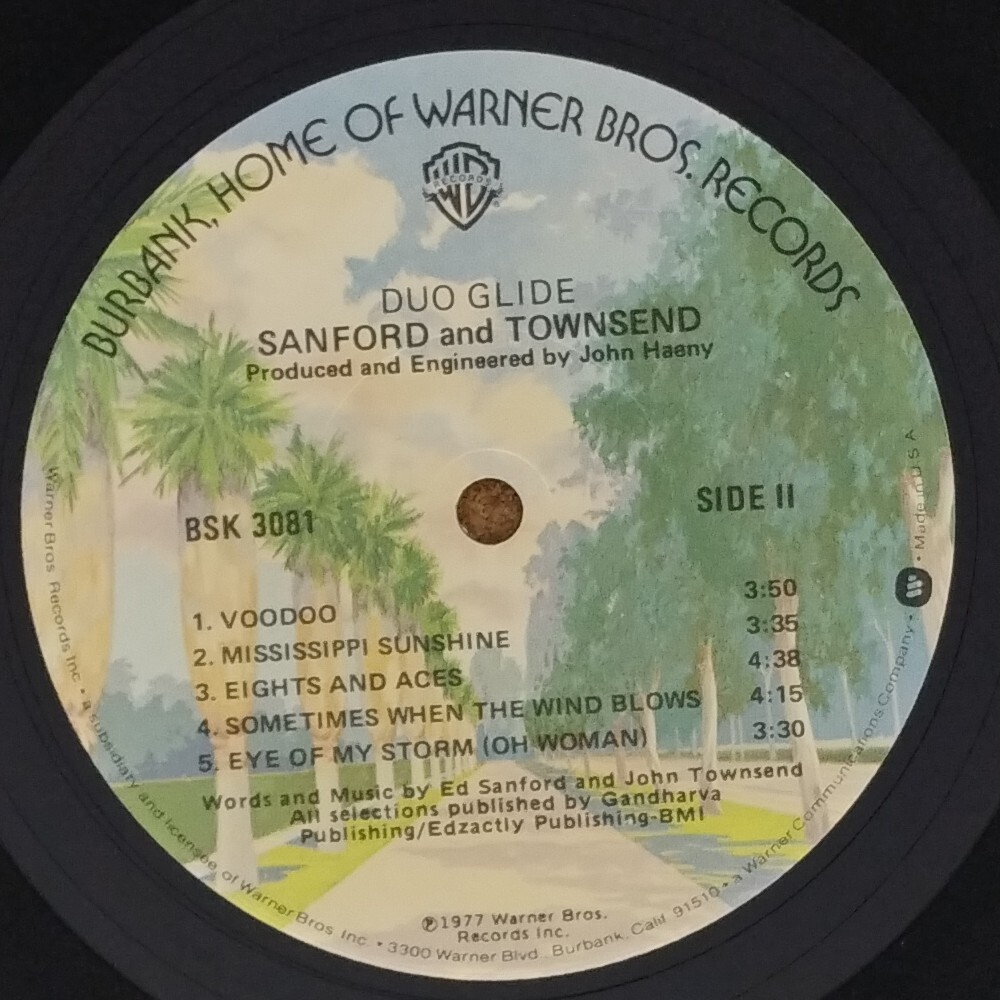 BURBANK, HOME OF WARNER BROS. RECORDS
WB
RECORDS
®
DUO GLIDE
SANFORD and TOWNSEND
Produced and Engineered by John Haeny
BSK 3081
SIDE II
1. VOODOO 3:50
2. MISSISSIPPI SUNSHINE 3:35
3. EIGHTS AND ACES 4:38
4. SOMETIMES WHEN THE WIND BLOWS 4:15
5. EYE OF MY STORM (OH WOMAN) 3:30
Words and Music by Ed Sanford and John Townsend
All selections published by Gandharva
Publishing/Edzactly Publishing-BMI
℗1977 Warner Bros.
Records Inc.
Warner Bros Records Inc • a subsidiary and licensee of Warner Bros Inc • 3300 Warner Blvd., Burbank, Calif 91510 • a Warner Communications Company • Made in U S A